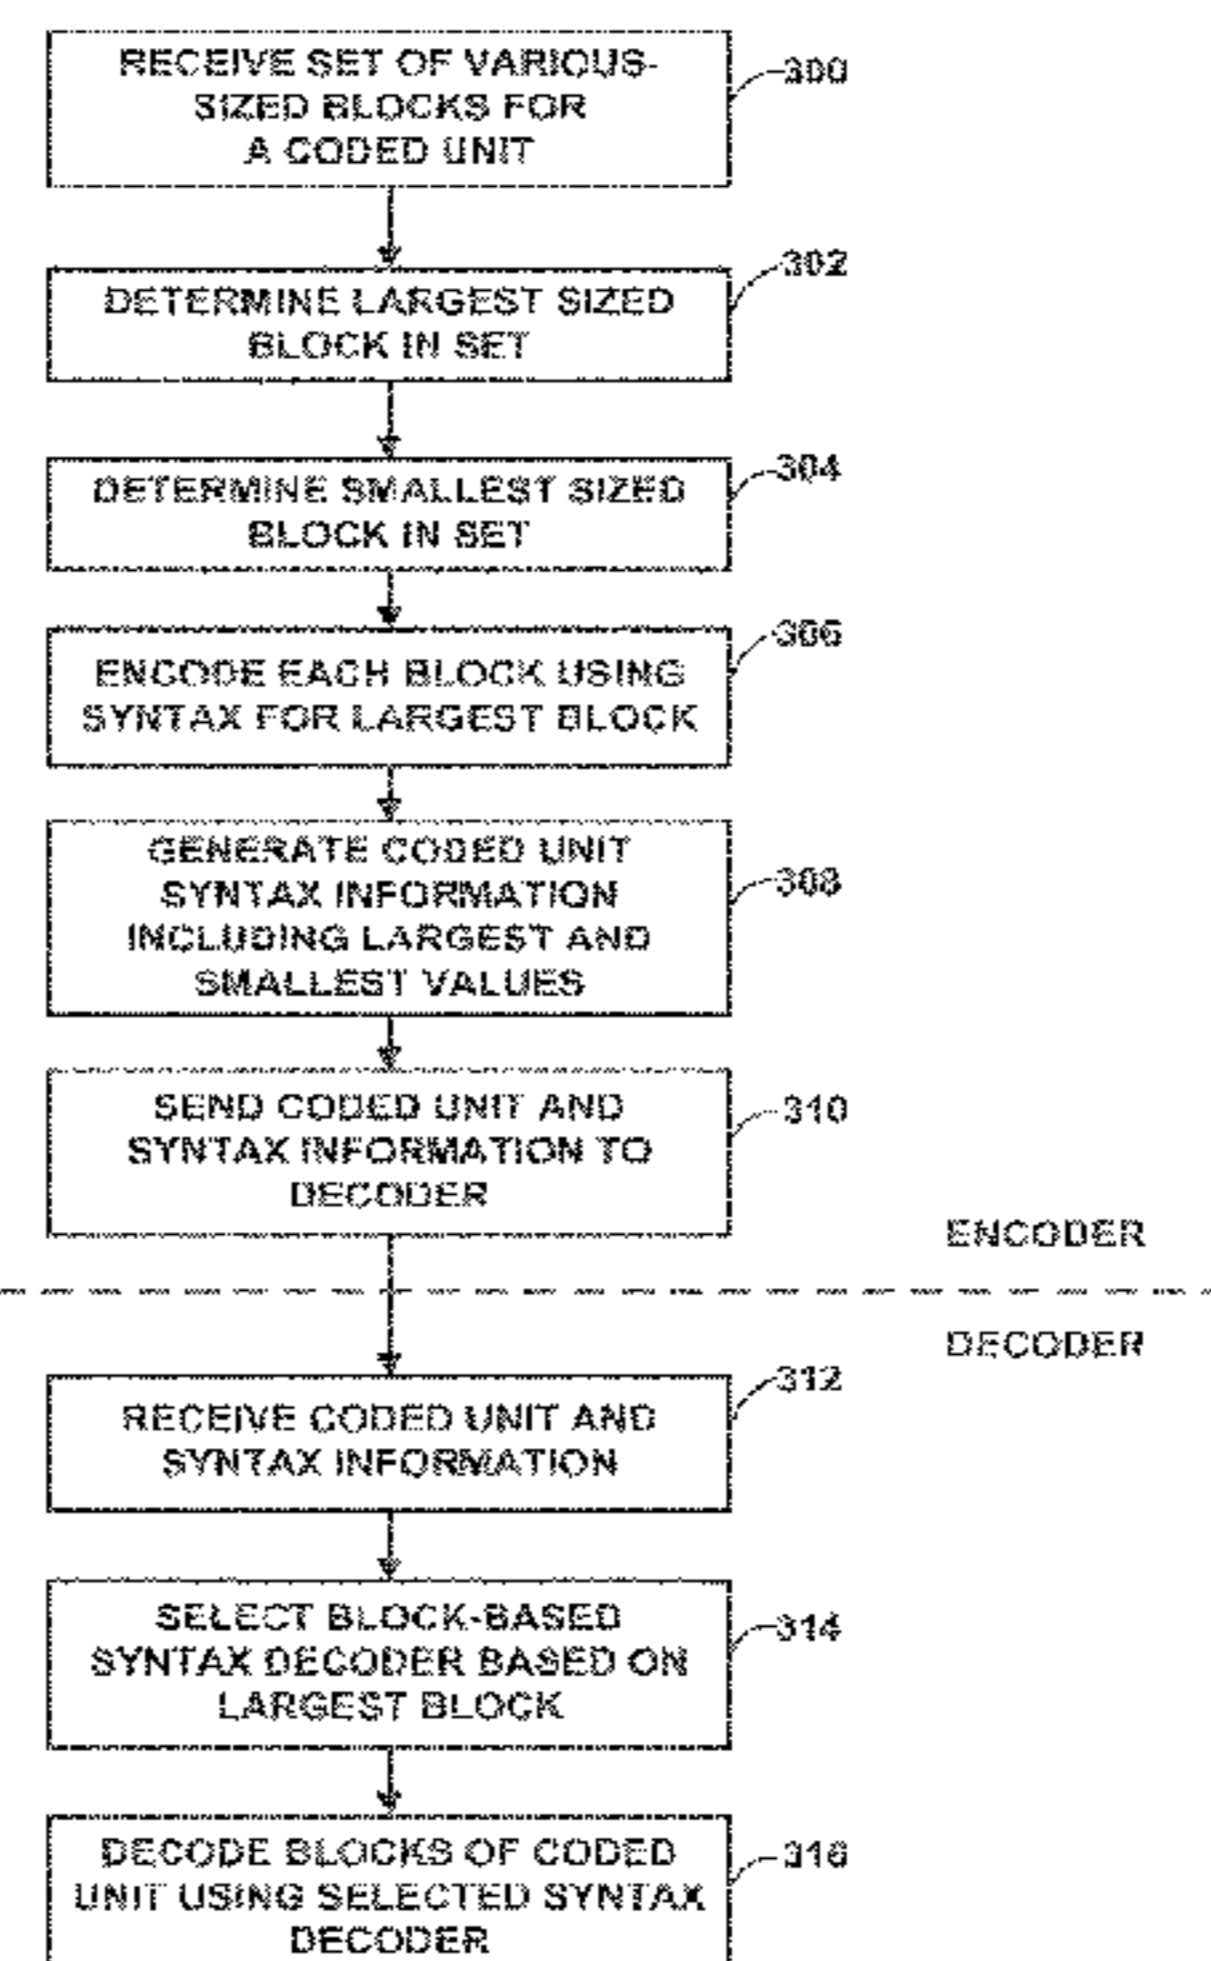 RECEIVE SET OF VARIOUS-
SIZED BLOCKS FOR
A CODED UNIT
300
DETERMINE LARGEST SIZED
BLOCK IN SET
302
DETERMINE SMALLEST SIZED
BLOCK IN SET
304
ENCODE EACH BLOCK USING
SYNTAX FOR LARGEST BLOCK
306
GENERATE CODED UNIT
SYNTAX INFORMATION
INCLUDING LARGEST AND
SMALLEST VALUES
308
SEND CODED UNIT AND
SYNTAX INFORMATION TO
DECODER
310
ENCODER
DECODER
RECEIVE CODED UNIT AND
SYNTAX INFORMATION
312
SELECT BLOCK-BASED
SYNTAX DECODER BASED ON
LARGEST BLOCK
314
DECODE BLOCKS OF CODED
UNIT USING SELECTED SYNTAX
DECODER
316